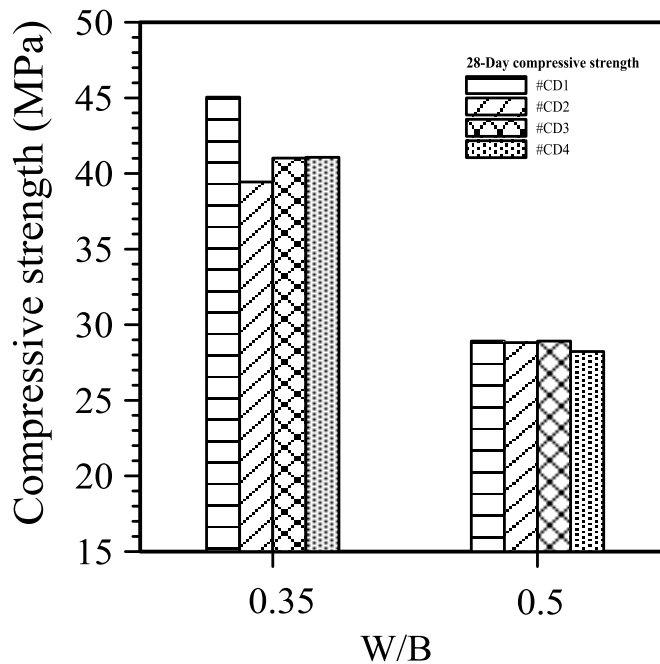 Compressive strength (MPa)
50
45
40
35
30
25
20
15
28-Day compressive strength
#CD1
#CD2
#CD3
#CD4
0.35
0.5
W/B